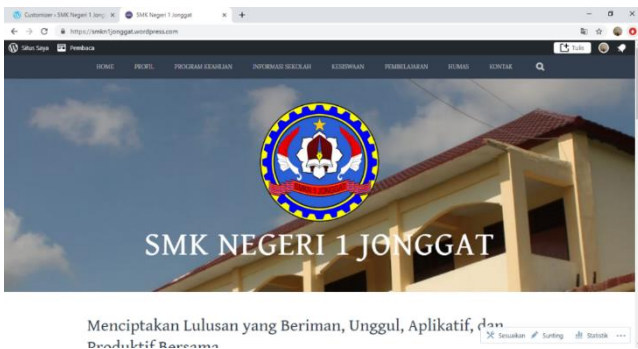 Customizer › SMK Negeri 1 Jong
SMK Negeri 1 Jonggat
https://smkn1jonggat.wordpress.com
Situs Saya Pembaca Tulis
HOME PROFIL PROGRAM KEAHLIAN INFORMASI SEKOLAH KESISWAAN PEMBELAJARAN HUMAS KONTAK
SMKN 1 JONGGAT
SMK NEGERI 1 JONGGAT
Menciptakan Lulusan yang Beriman, Unggul, Aplikatif, dan
Produktif Bersama
Sesuaikan Sunting Statistik